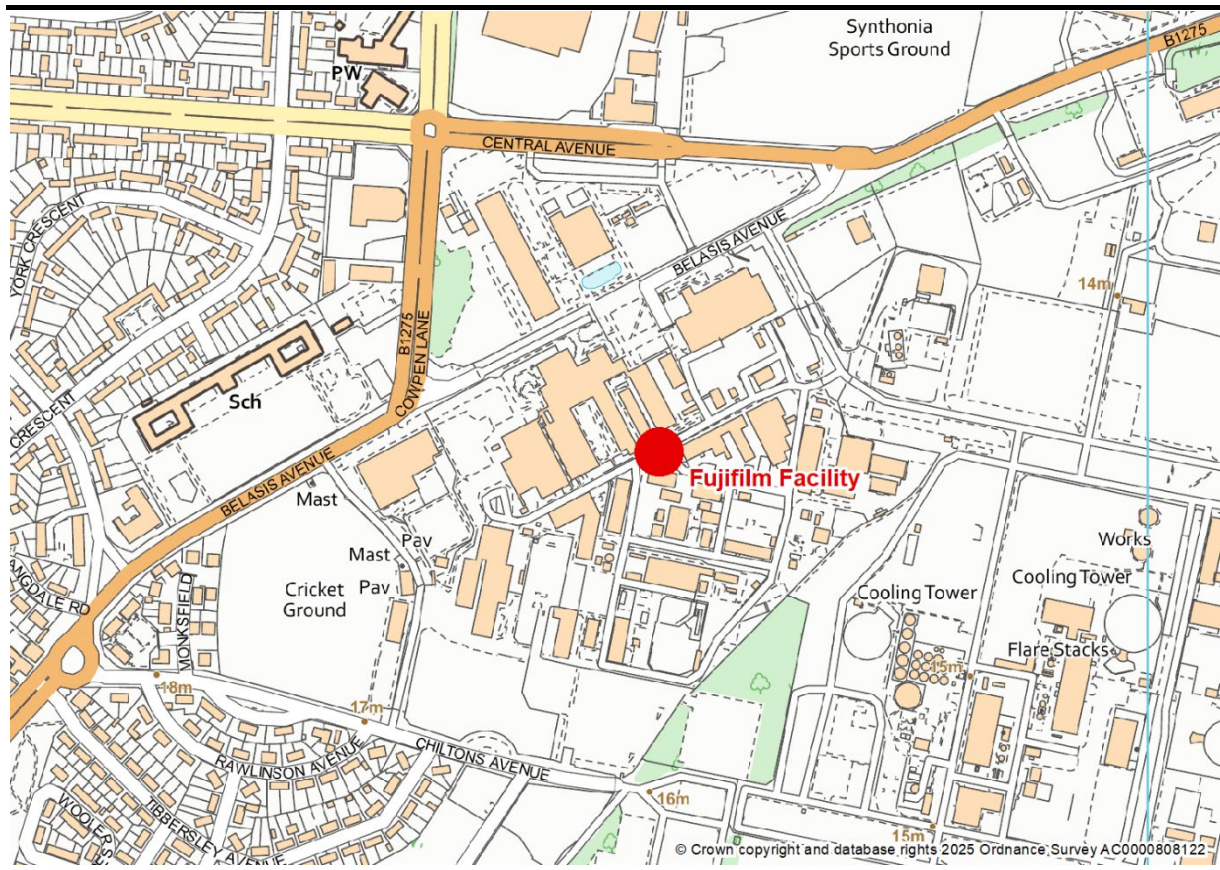 Synthonia
Sports Ground
B1275
PW
CENTRAL AVENUE
YORK CRESCENT
BELASIS AVENUE
14m
B1275
COWPEN LANE
Sch
CRESCENT
Fujifilm Facility
BELASIS AVENUE
Mast
Works
Pav
Mast
Cooling Tower
Pav
Cricket
Ground
Cooling Tower
ANGDALE RD
MONKSFIELD
Flare Stacks
15m
18m
17m
CHILTONS AVENUE
RAWLINSON AVENUE
16m
TIBBERSLEY AVENUE
WOOLER S
15m
© Crown copyright and database rights 2025 Ordnance Survey AC0000808122